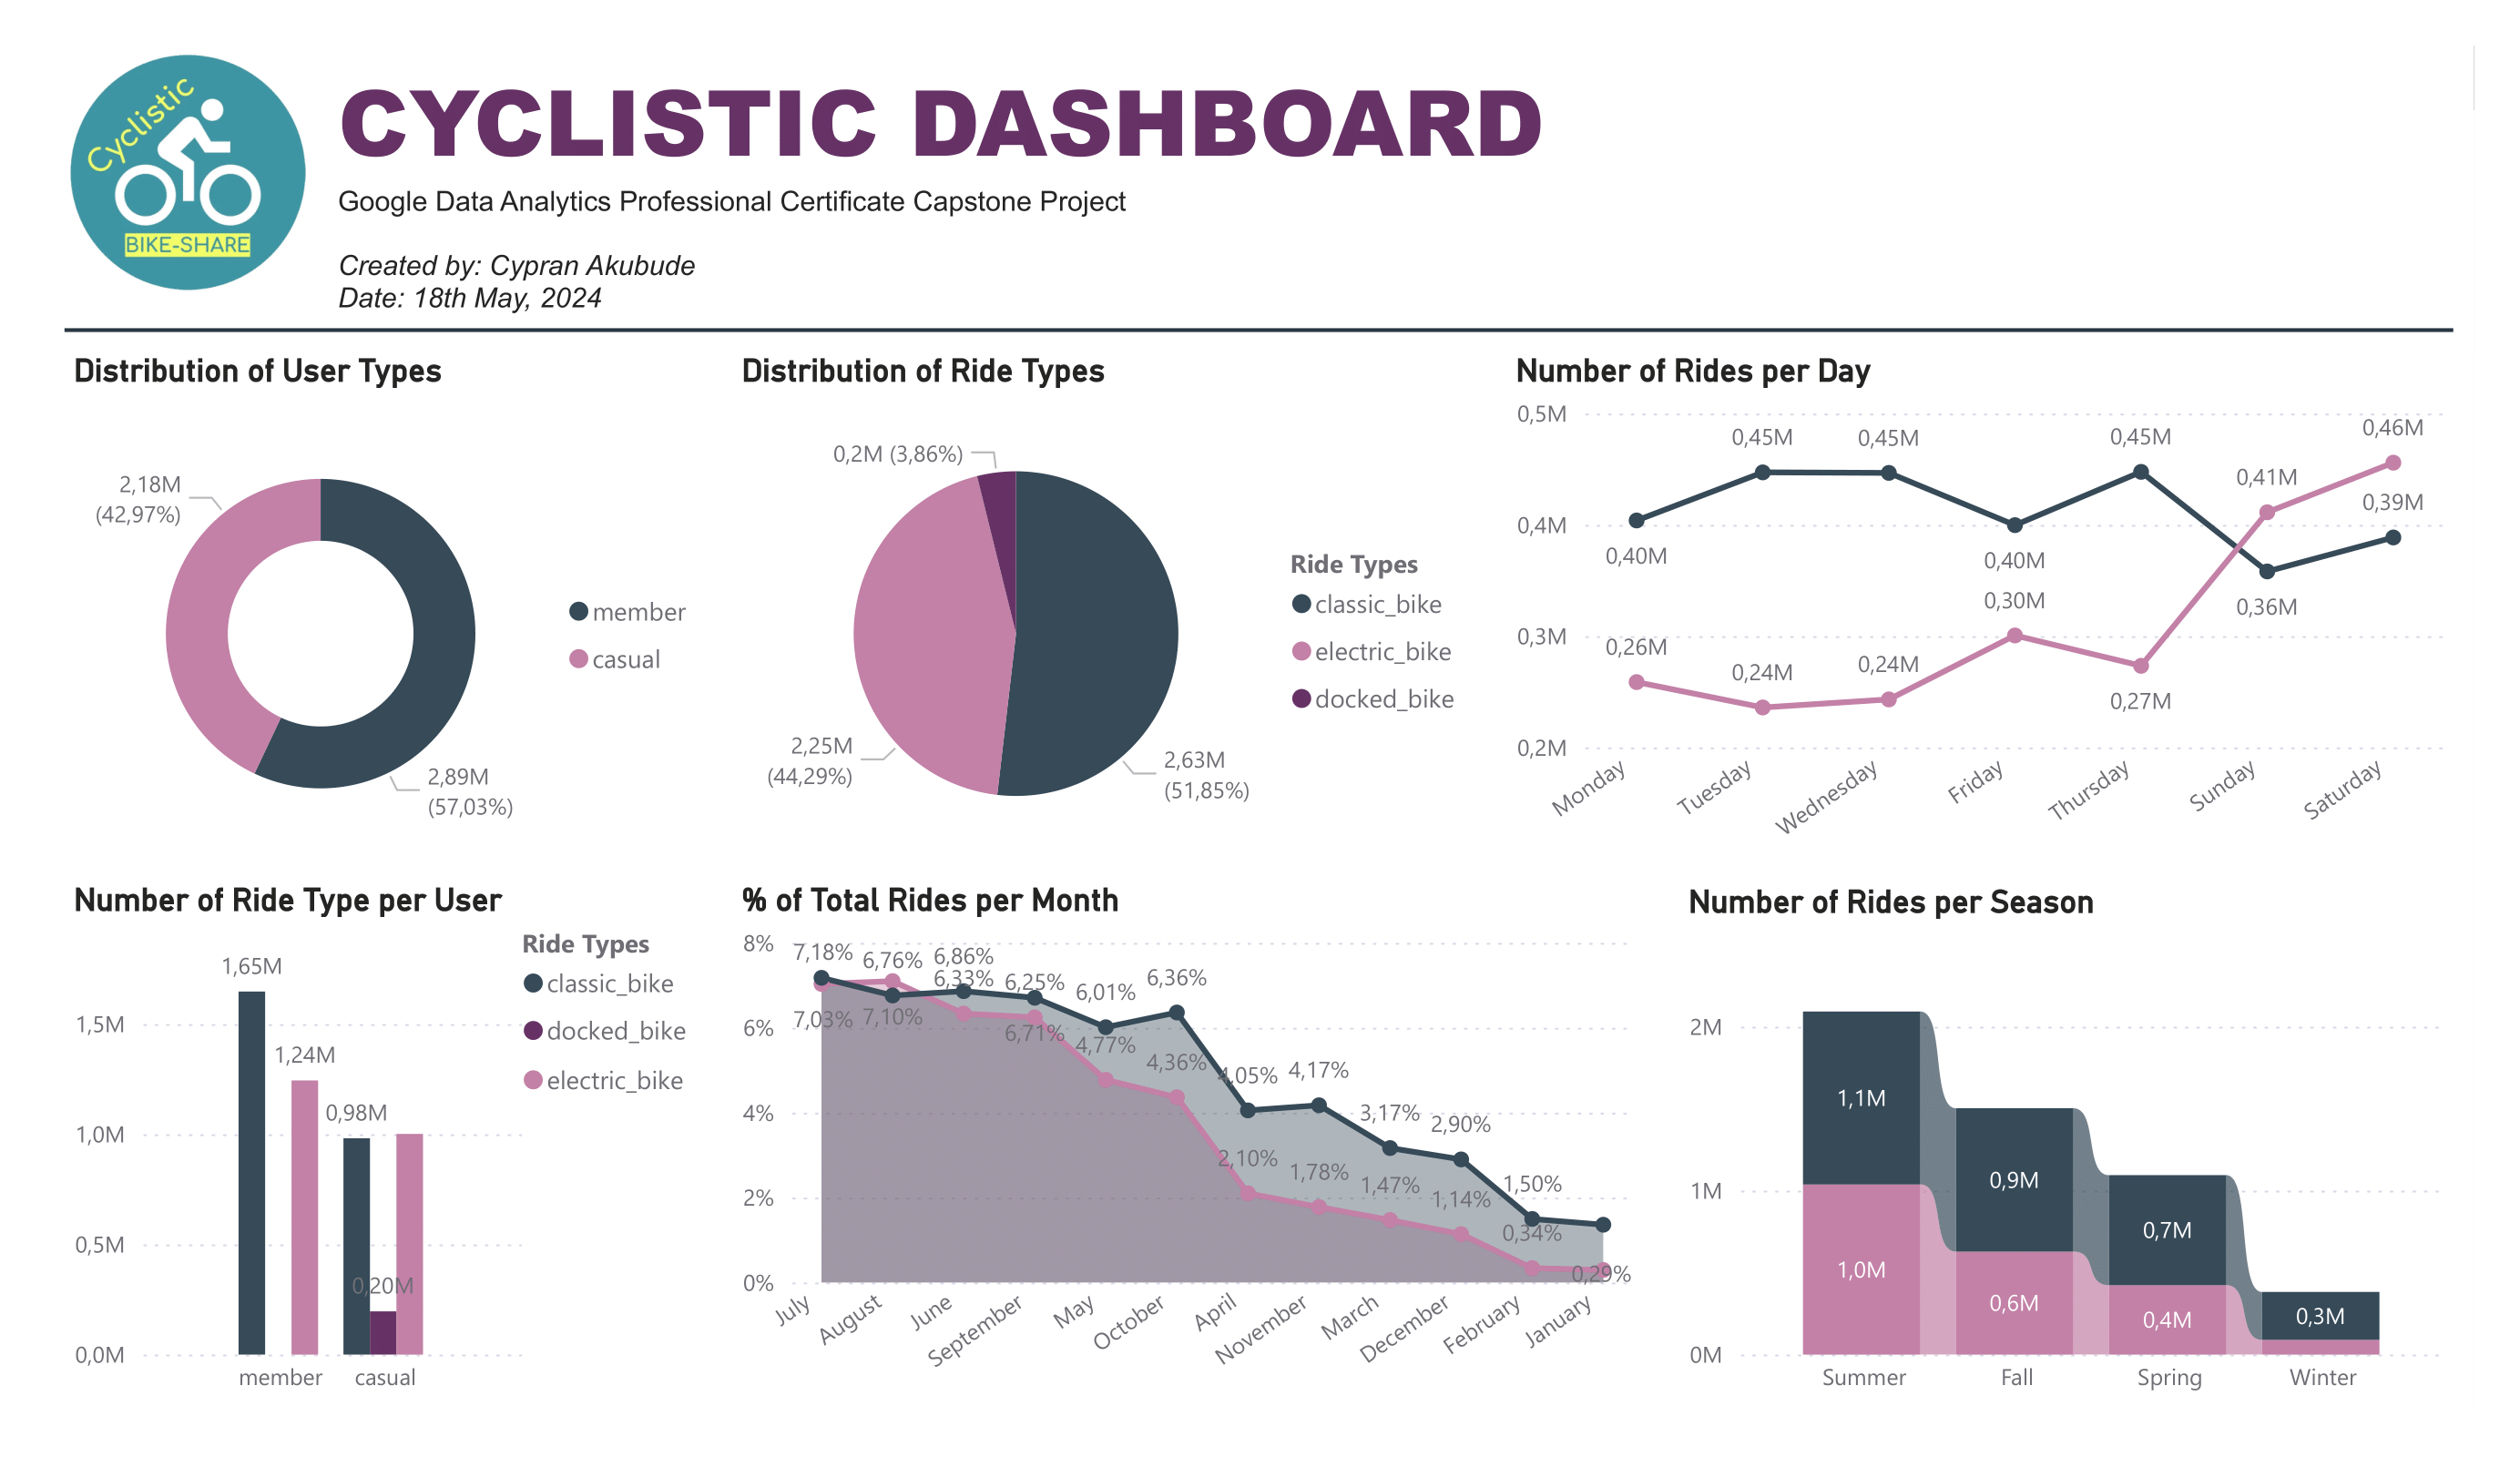 Cyclistic
BIKE-SHARE
CYCLISTIC DASHBOARD
Google Data Analytics Professional Certificate Capstone Project
Created by: Cypran Akubude
Date: 18th May, 2024
Distribution of User Types
2,18M
(42,97%)
2,89M
(57,03%)
member
casual
Distribution of Ride Types
0,2M (3,86%)
2,25M
(44,29%)
2,63M
(51,85%)
Ride Types
classic_bike
electric_bike
docked_bike
Number of Rides per Day
0,5M
0,4M
0,3M
0,2M
0,45M 0,45M 0,45M 0,46M
0,41M 0,39M
0,40M 0,40M
0,30M 0,36M
0,26M 0,24M 0,24M 0,27M
Monday Tuesday Wednesday Friday Thursday Sunday Saturday
Number of Ride Type per User
Ride Types
classic_bike
docked_bike
electric_bike
1,65M
1,24M
0,98M
0,20M
1,5M
1,0M
0,5M
0,0M
member casual
% of Total Rides per Month
8%
6%
4%
2%
0%
7,18% 6,76% 6,86% 6,25% 6,01% 6,36% 4,05% 4,17% 3,17% 2,90% 1,50%
7,03% 7,10% 6,33% 6,71% 4,77% 4,36% 2,10% 1,78% 1,47% 1,14% 0,34% 0,29%
July August June September May October April November March December February January
Number of Rides per Season
2M
1M
0M
1,1M 0,9M 0,7M 0,3M
1,0M 0,6M 0,4M
Summer Fall Spring Winter